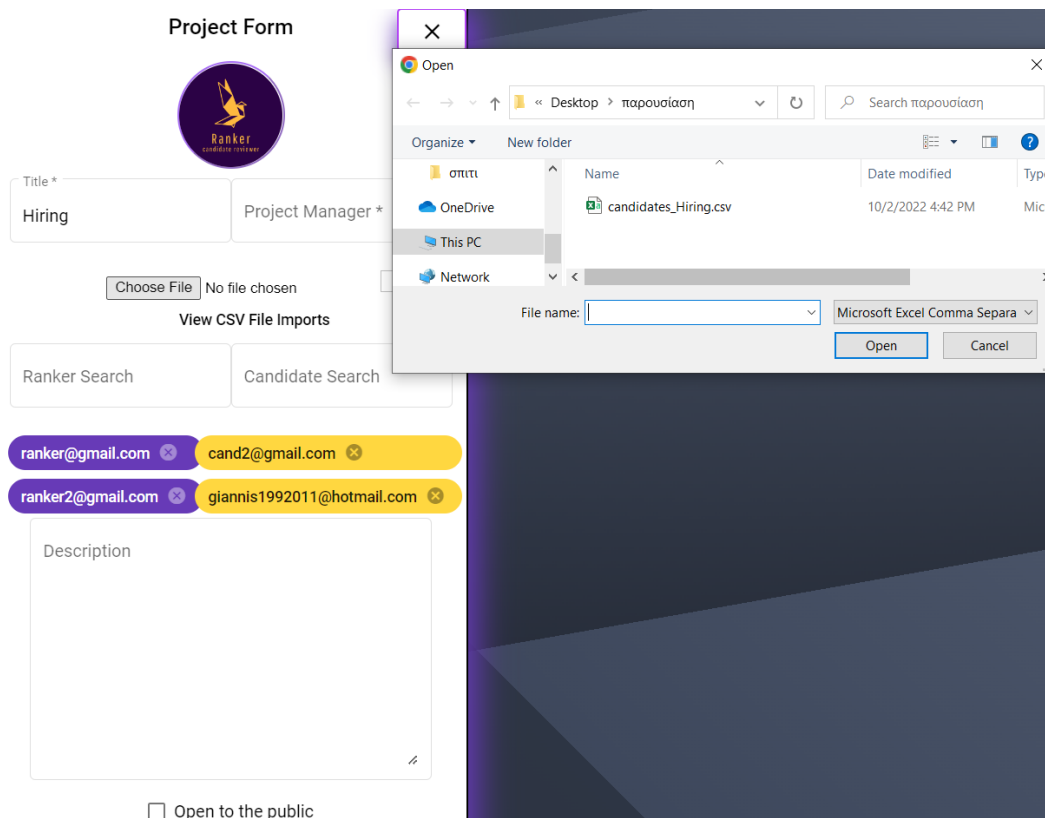 Project Form
Ranker
candidate reviewer
Title *
Hiring
Project Manager *
Choose File No file chosen
View CSV File Imports
Ranker Search
Candidate Search
ranker@gmail.com
cand2@gmail.com
ranker2@gmail.com
giannis1992011@hotmail.com
Description
Open to the public
Open
« Desktop > παρουσίαση
Search παρουσίαση
Organize
New folder
?
σπιτι
OneDrive
This PC
Network
Name
Date modified
Typ
candidates_Hiring.csv
10/2/2022 4:42 PM
Mic
File name:
Microsoft Excel Comma Separa
Open
Cancel